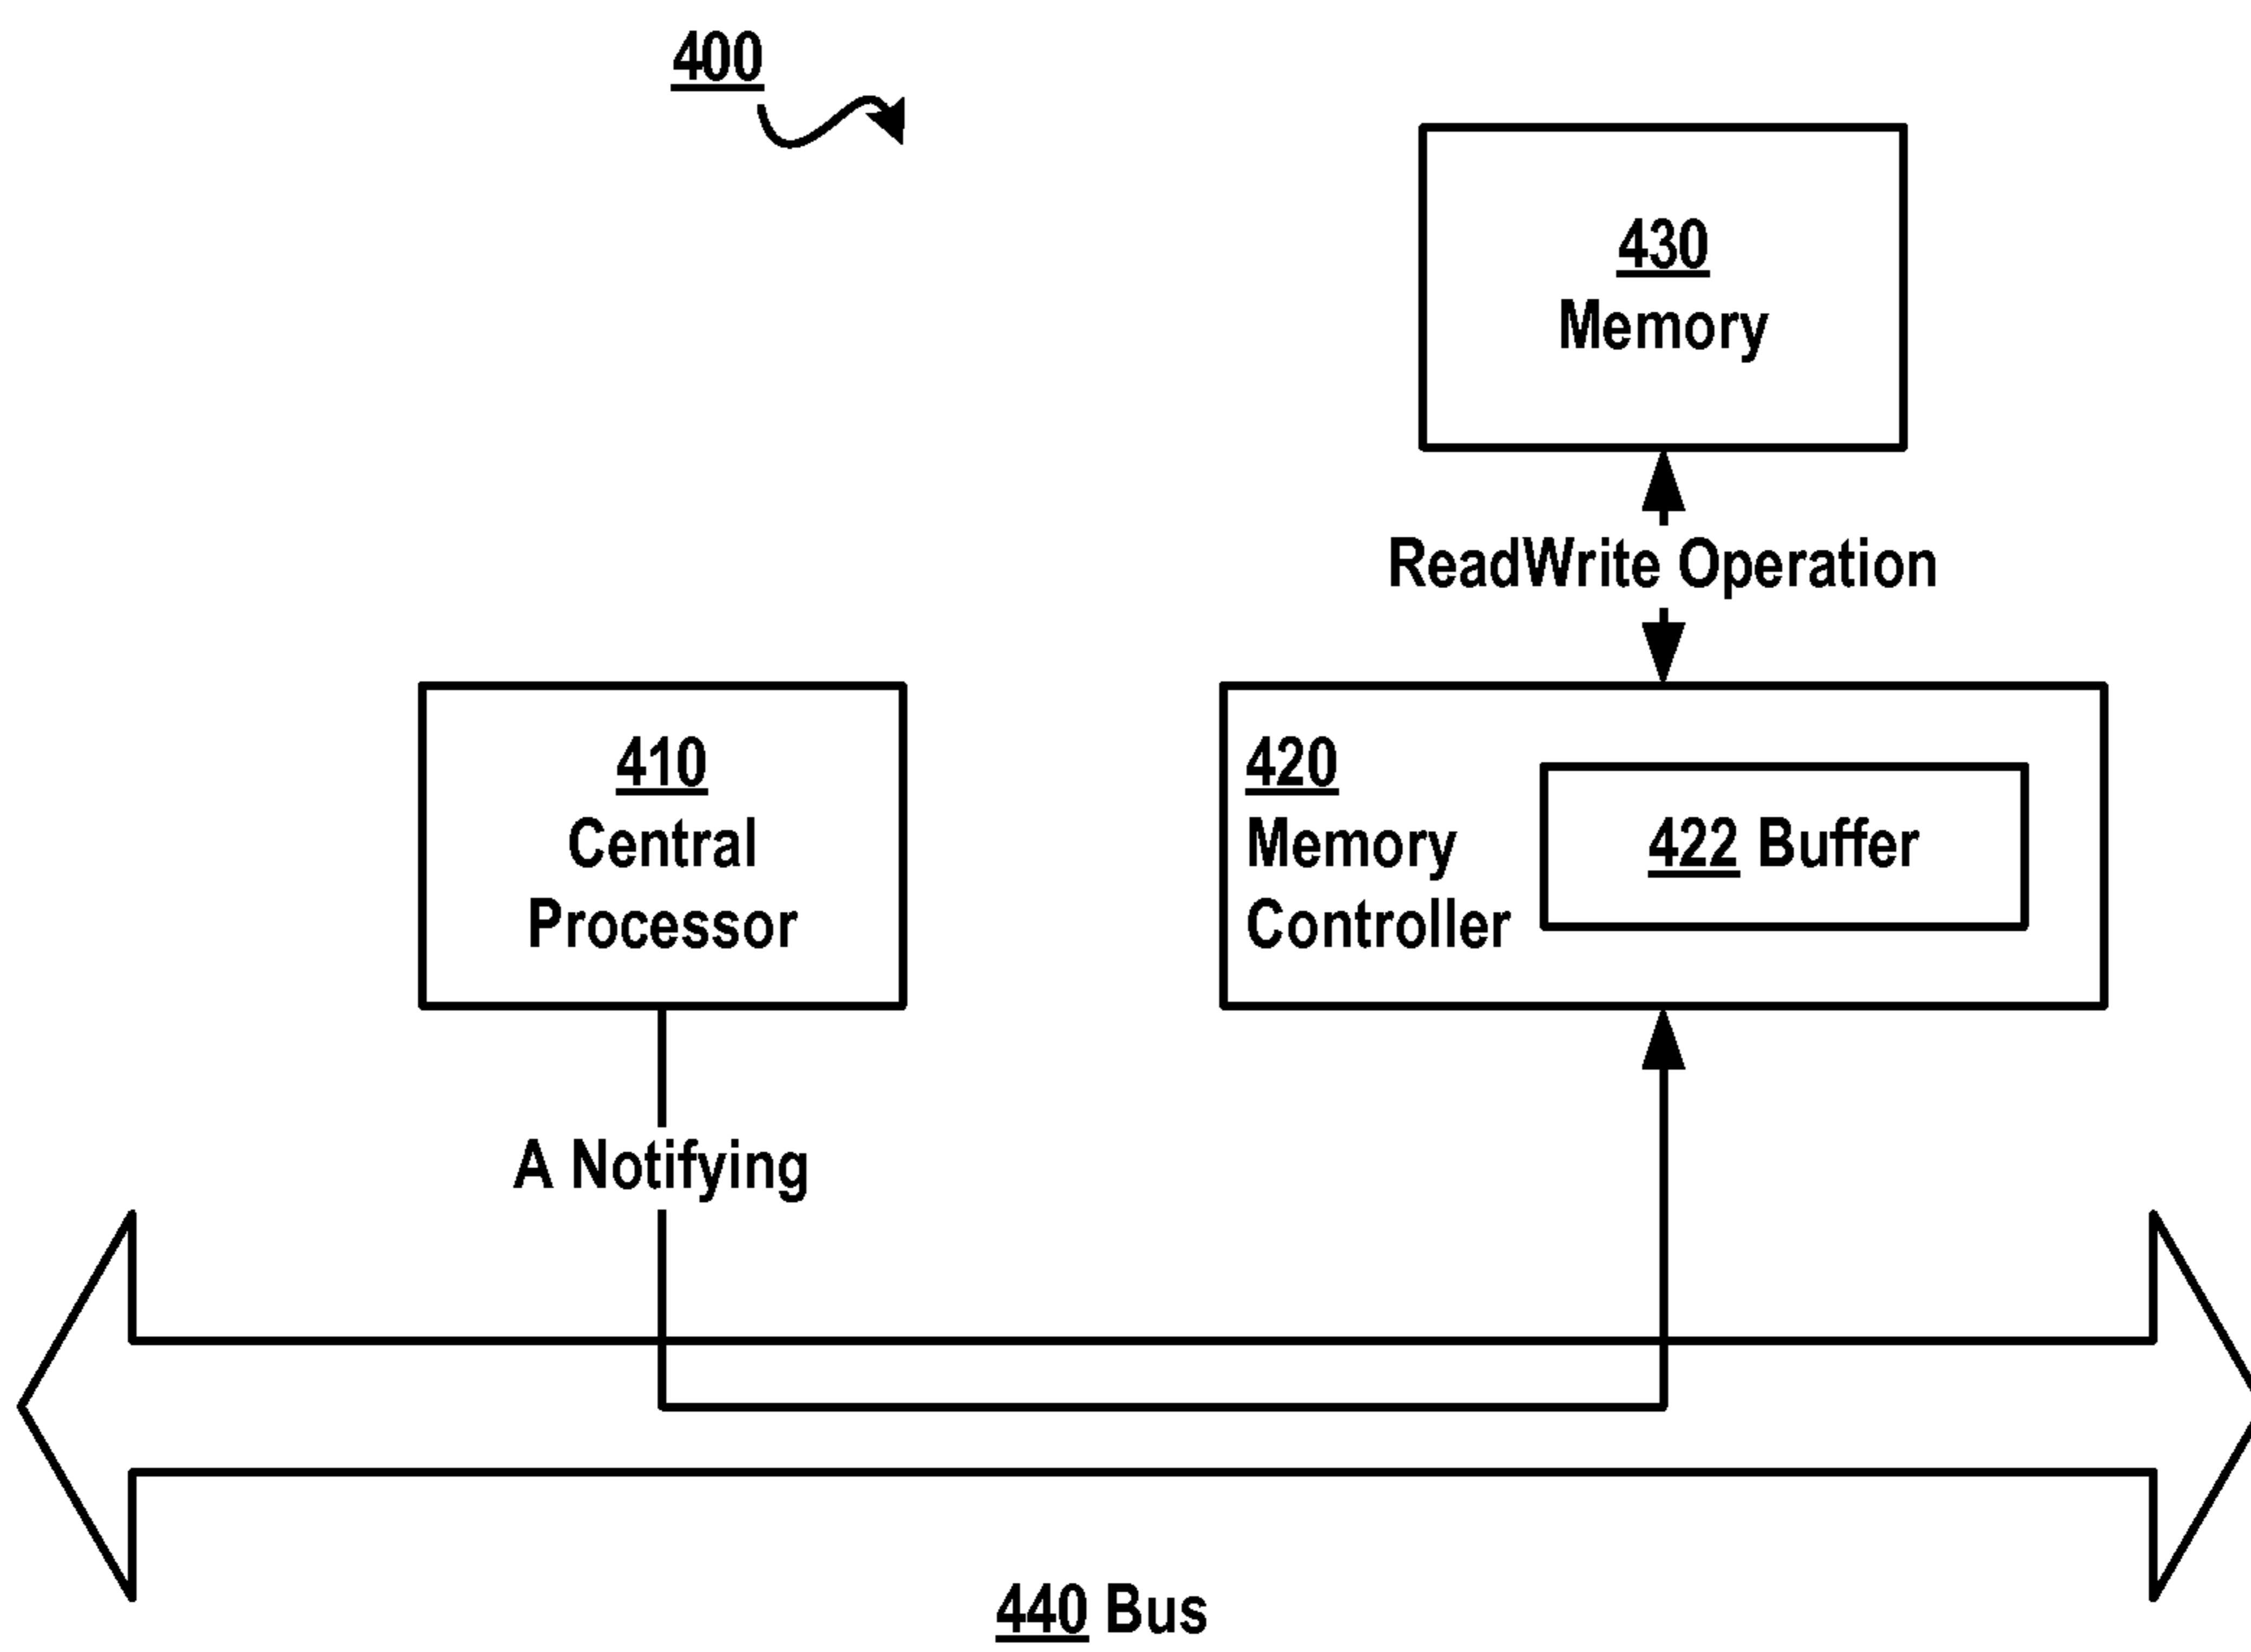 400
430
Memory
ReadWrite Operation
410
Central
Processor
420
Memory
Controller
422 Buffer
A Notifying
440 Bus